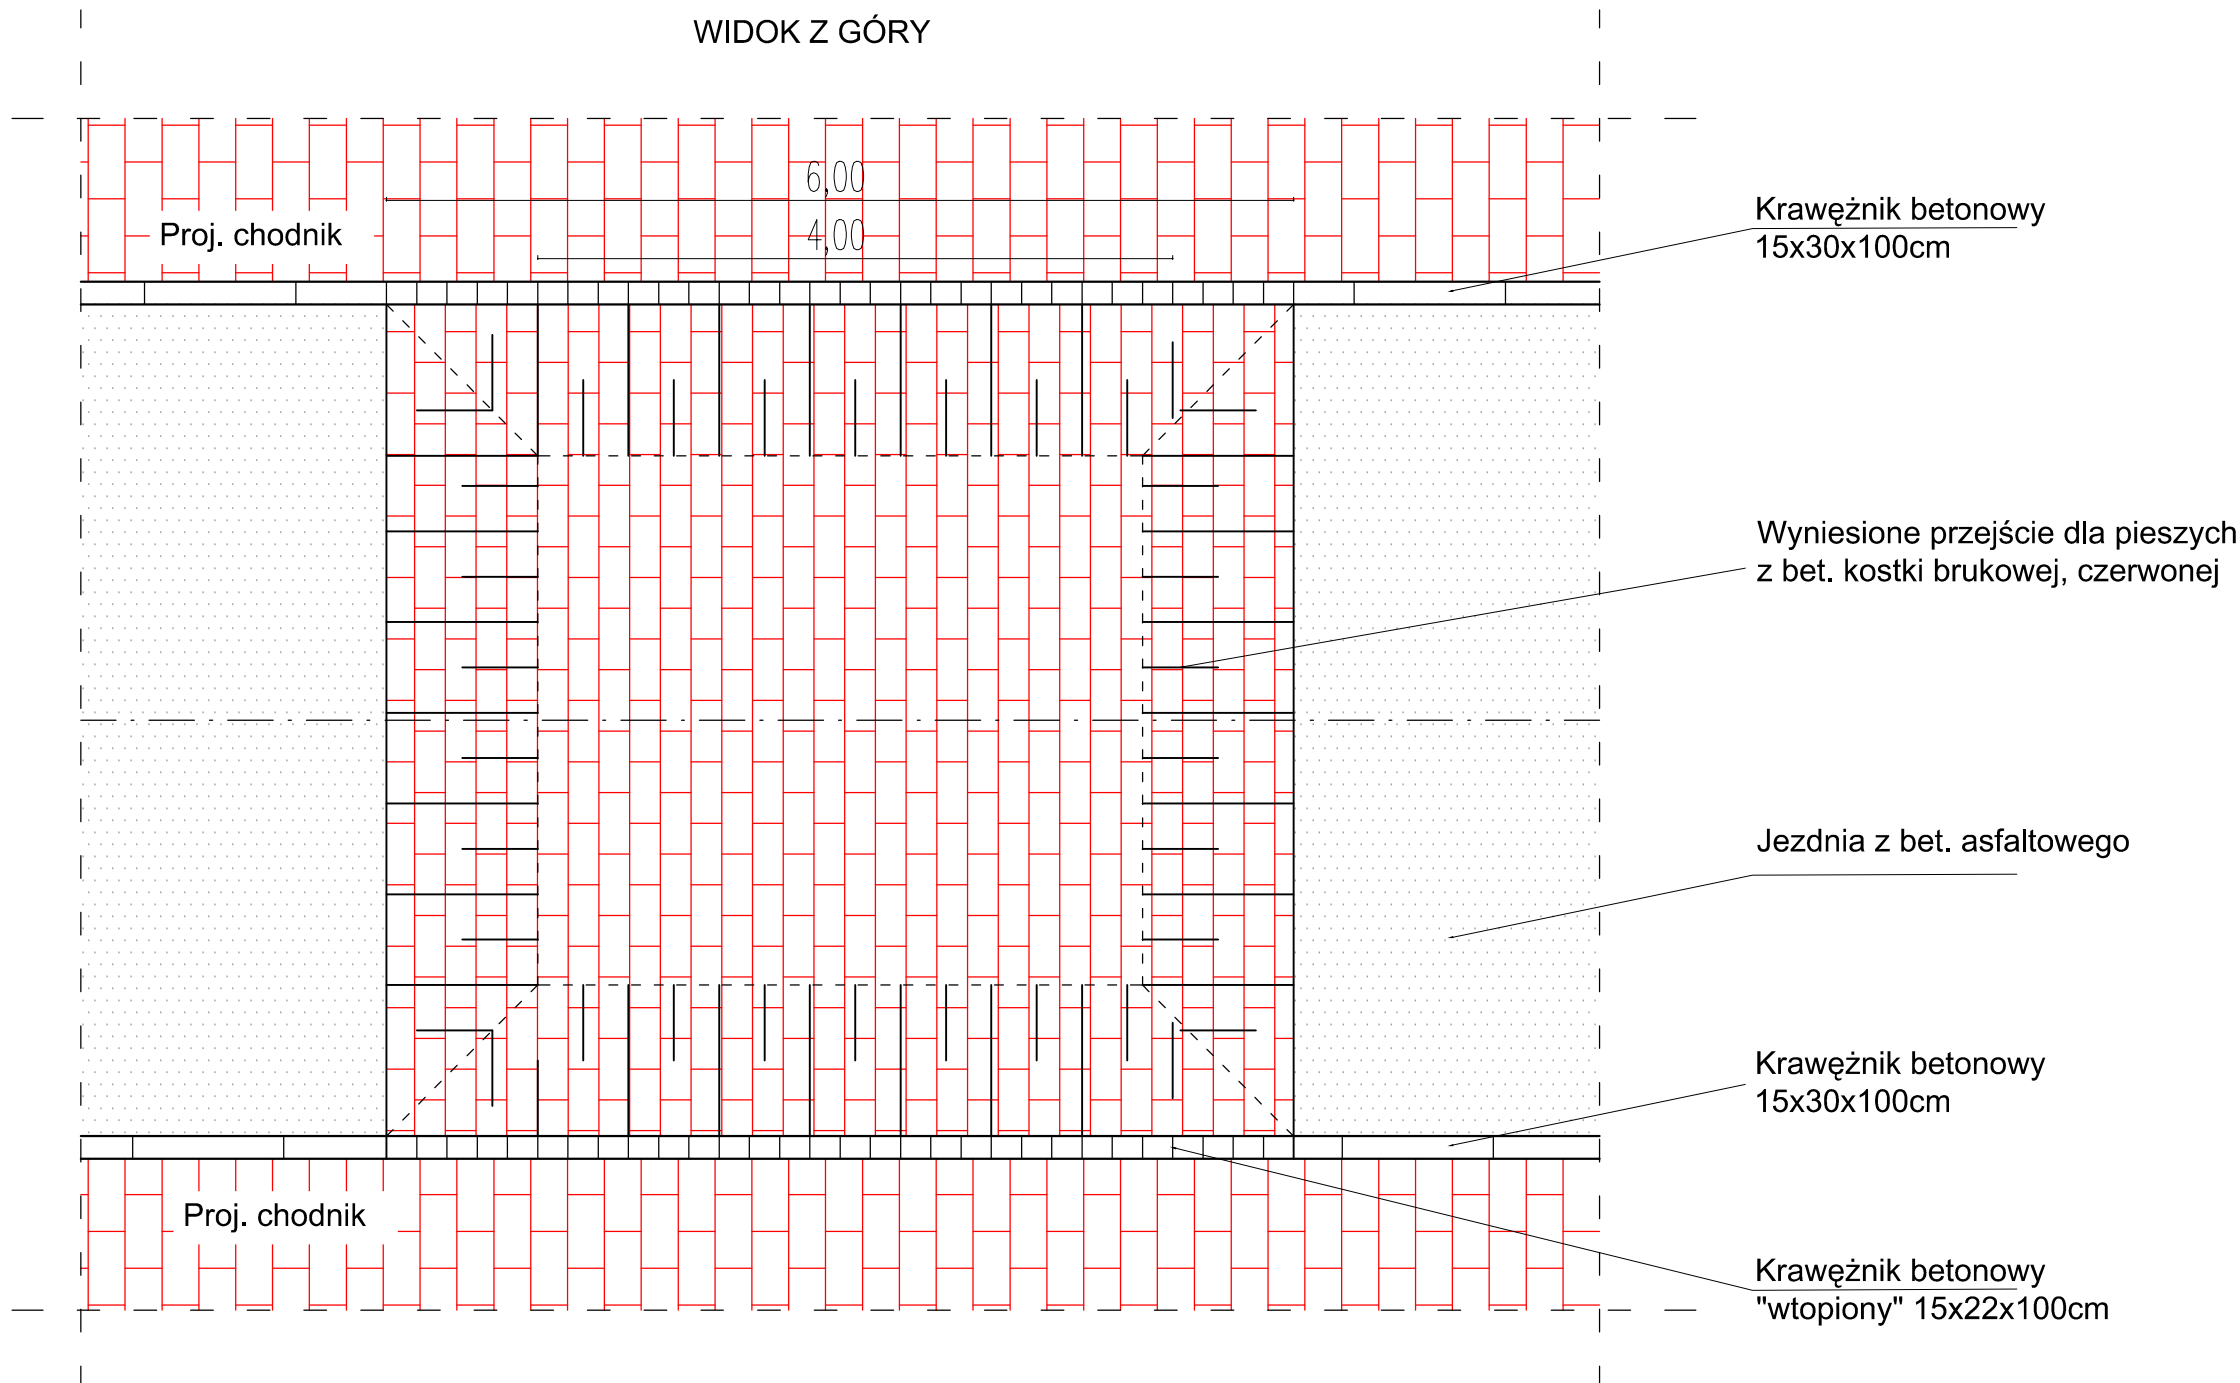 WIDOK Z GÓRY
6,00
4,00
Proj. chodnik
Krawężnik betonowy
15x30x100cm
Wyniesione przejście dla pieszych
z bet. kostki brukowej, czerwonej
Jezdnia z bet. asfaltowego
Krawężnik betonowy
15x30x100cm
Proj. chodnik
Krawężnik betonowy
"wtopiony" 15x22x100cm